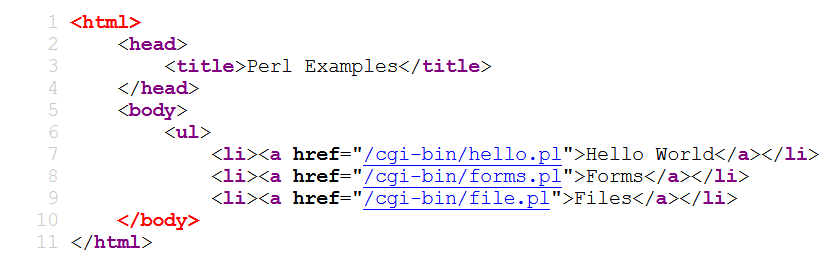 1 <html>
2 <head>
3 <title>Perl Examples</title>
4 </head>
5 <body>
6 <ul>
7 <li><a href="/cgi-bin/hello.pl">Hello World</a></li>
8 <li><a href="/cgi-bin/forms.pl">Forms</a></li>
9 <li><a href="/cgi-bin/file.pl">Files</a></li>
10 </body>
11 </html>